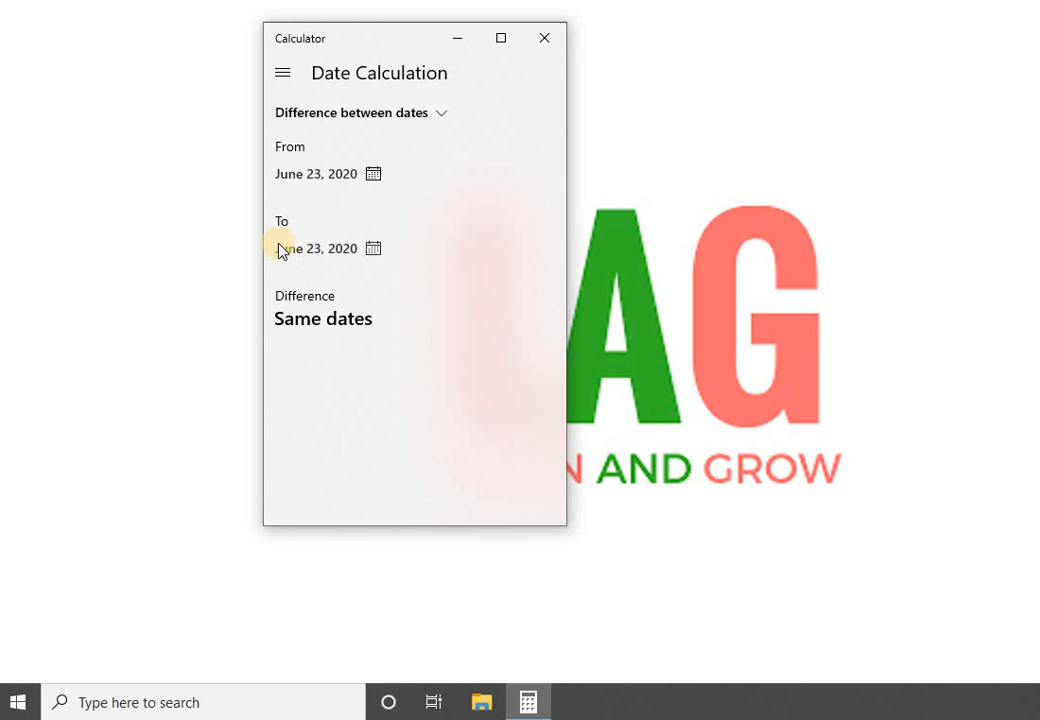 Calculator
Date Calculation
Difference between dates
From
June 23, 2020
To
June 23, 2020
Difference
Same dates
AG
N AND GROW
Type here to search